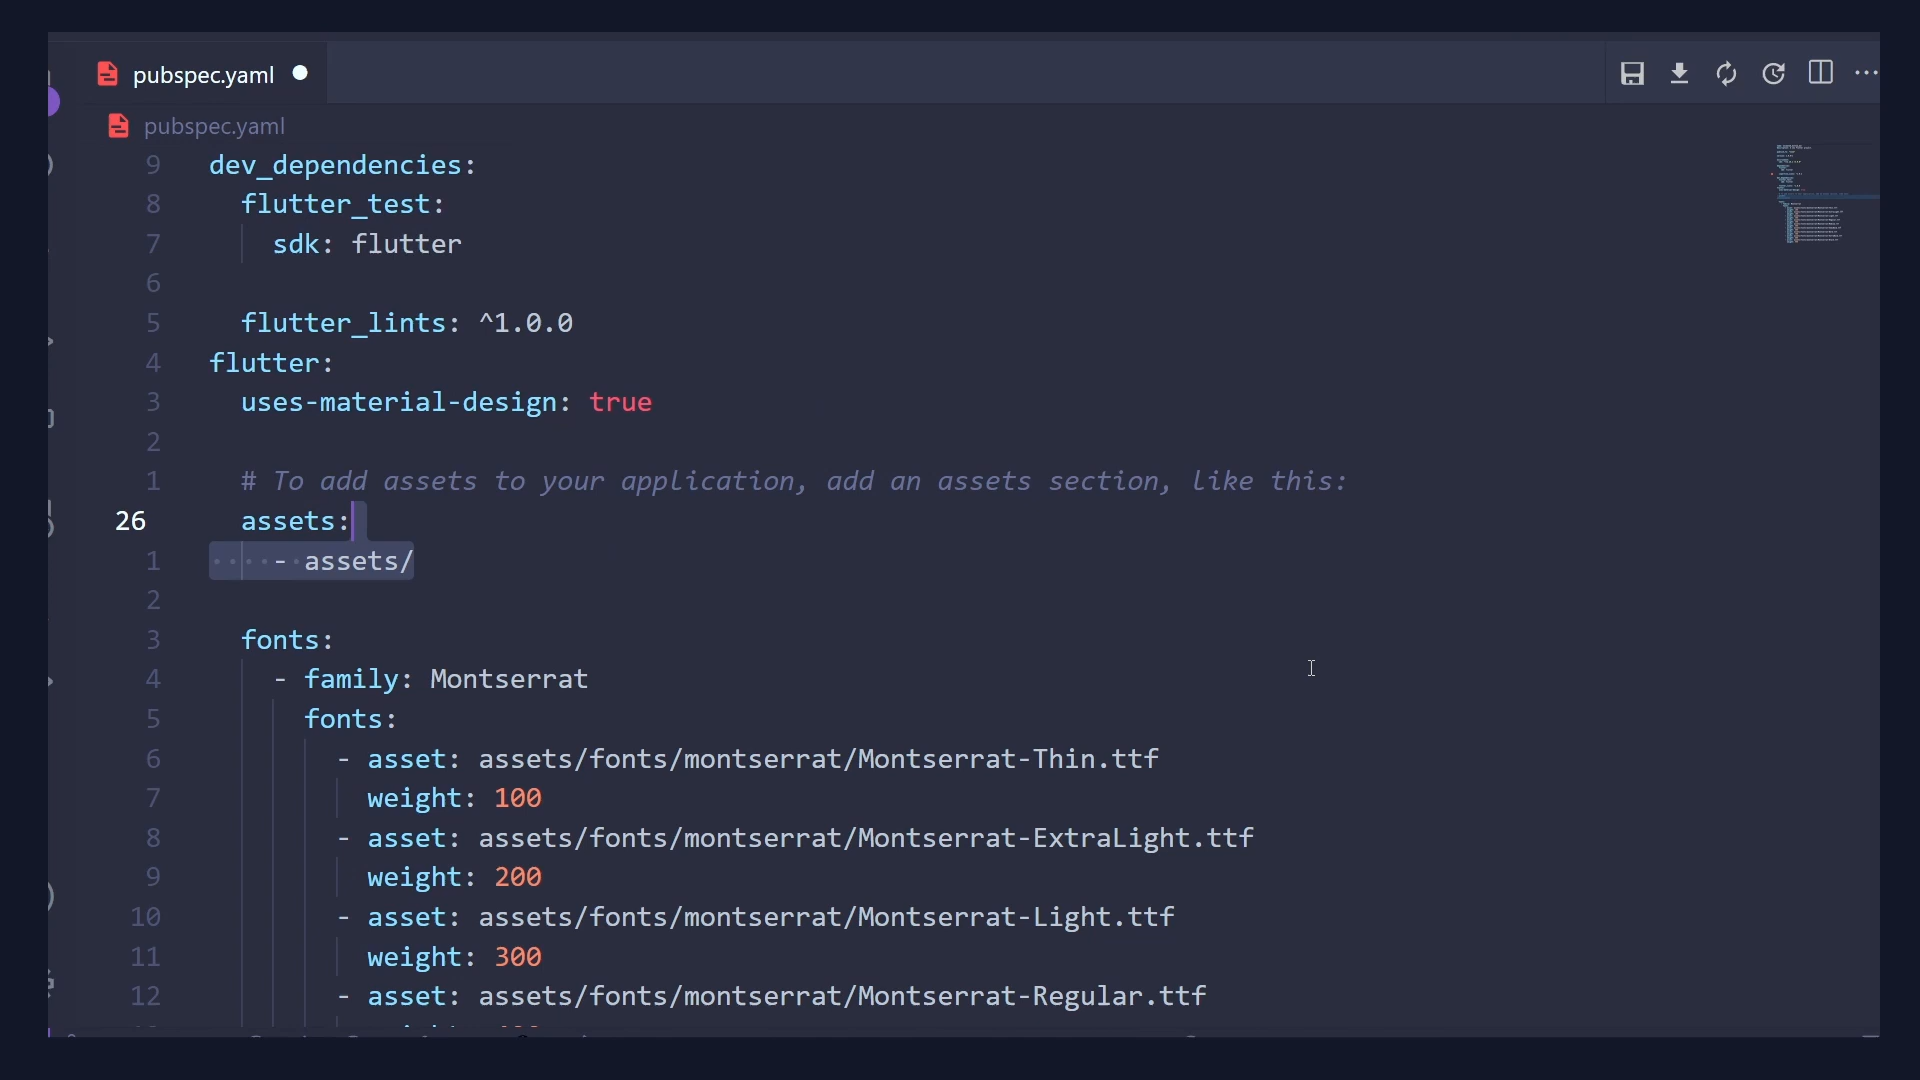 pubspec.yaml
pubspec.yaml
9 dev_dependencies:
8 flutter_test:
7 sdk: flutter
6
5 flutter_lints: ^1.0.0
4 flutter:
3 uses-material-design: true
2
1 # To add assets to your application, add an assets section, like this:
26 assets:
1 - assets/
2
3 fonts:
4 - family: Montserrat
5 fonts:
6 - asset: assets/fonts/montserrat/Montserrat-Thin.ttf
7 weight: 100
8 - asset: assets/fonts/montserrat/Montserrat-ExtraLight.ttf
9 weight: 200
10 - asset: assets/fonts/montserrat/Montserrat-Light.ttf
11 weight: 300
12 - asset: assets/fonts/montserrat/Montserrat-Regular.ttf